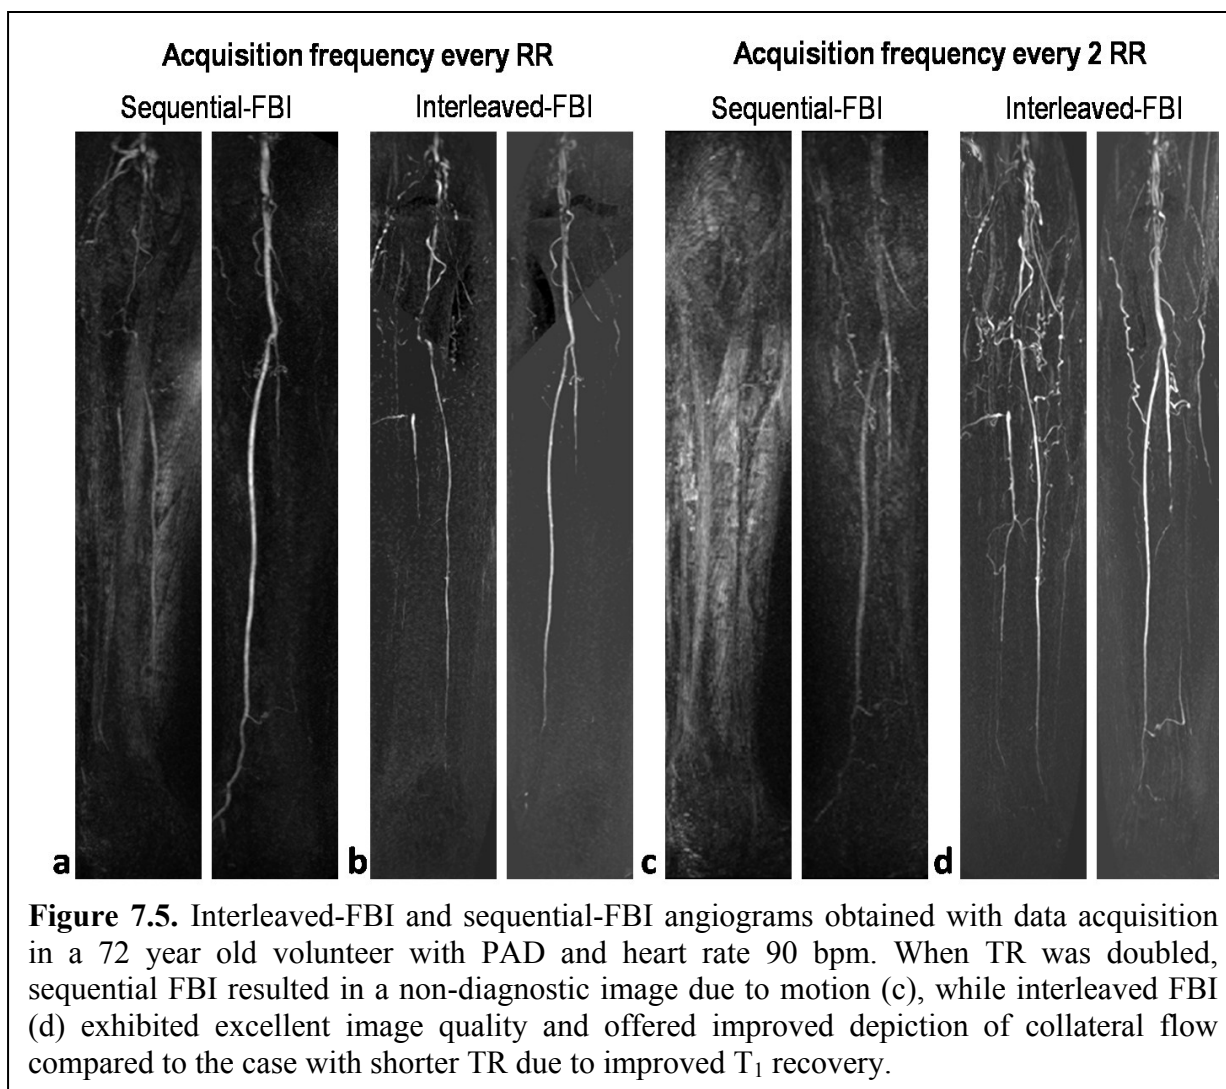 Acquisition frequency every RR
Acquisition frequency every 2 RR
Sequential-FBI
Interleaved-FBI
Sequential-FBI
Interleaved-FBI
a
b
c
d
Figure 7.5. Interleaved-FBI and sequential-FBI angiograms obtained with data acquisition
in a 72 year old volunteer with PAD and heart rate 90 bpm. When TR was doubled,
sequential FBI resulted in a non-diagnostic image due to motion (c), while interleaved FBI
(d) exhibited excellent image quality and offered improved depiction of collateral flow
compared to the case with shorter TR due to improved T1 recovery.